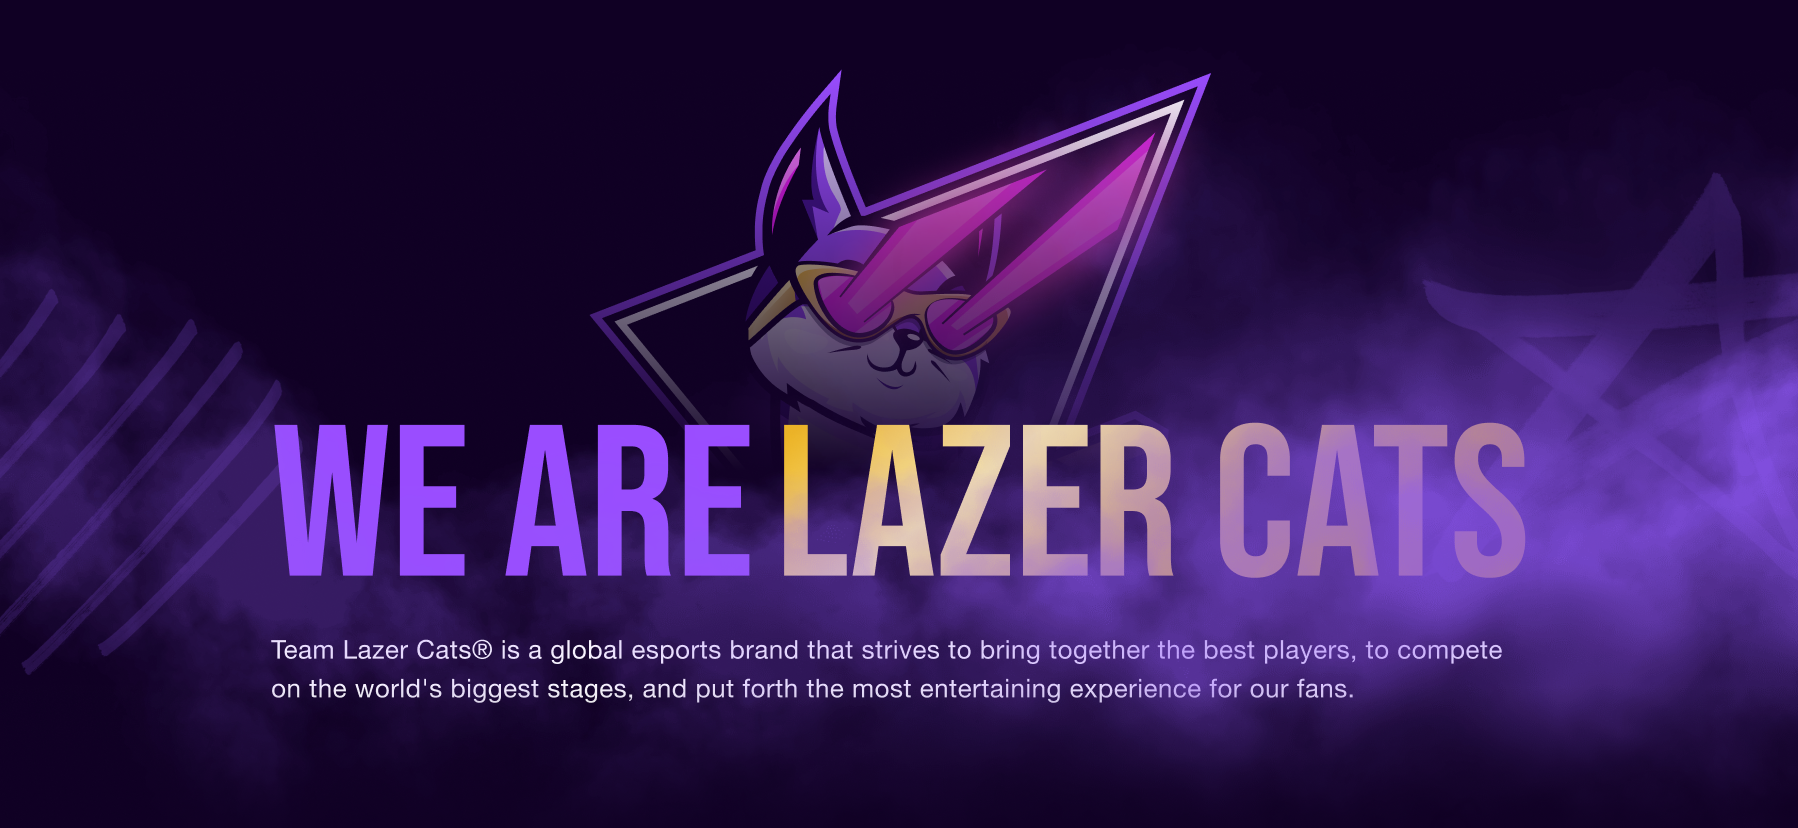 WE ARE LAZER CATS
Team Lazer Cats® is a global esports brand that strives to bring together the best players, to compete
on the world's biggest stages, and put forth the most entertaining experience for our fans.